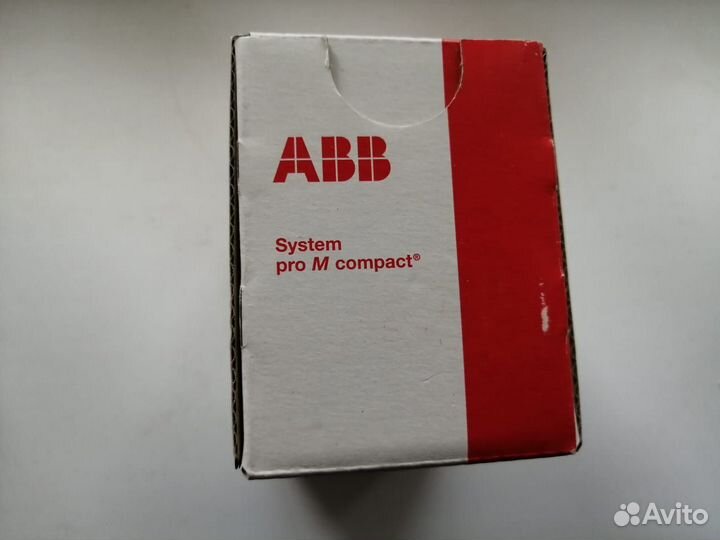 ABB
System
pro M compact®
Avito